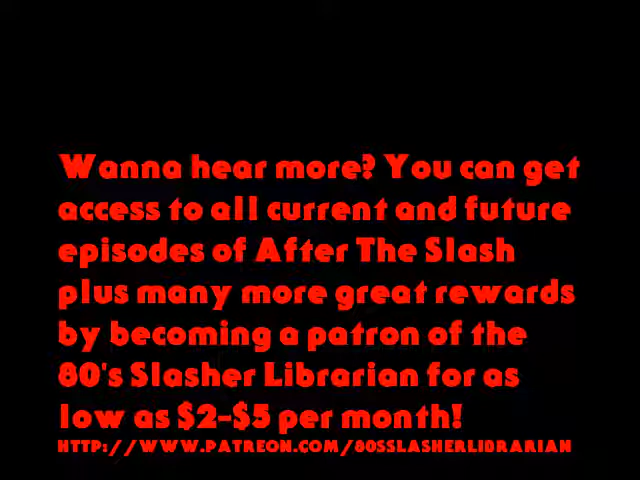 Wanna hear more? You can get
access to all current and future
episodes of After The Slash
plus many more great rewards
by becoming a patron of the
80's Slasher Librarian for as
low as $2-$5 per month!
HTTP://WWW.PATREON.COM/80SSLASHERLIBRARIAN